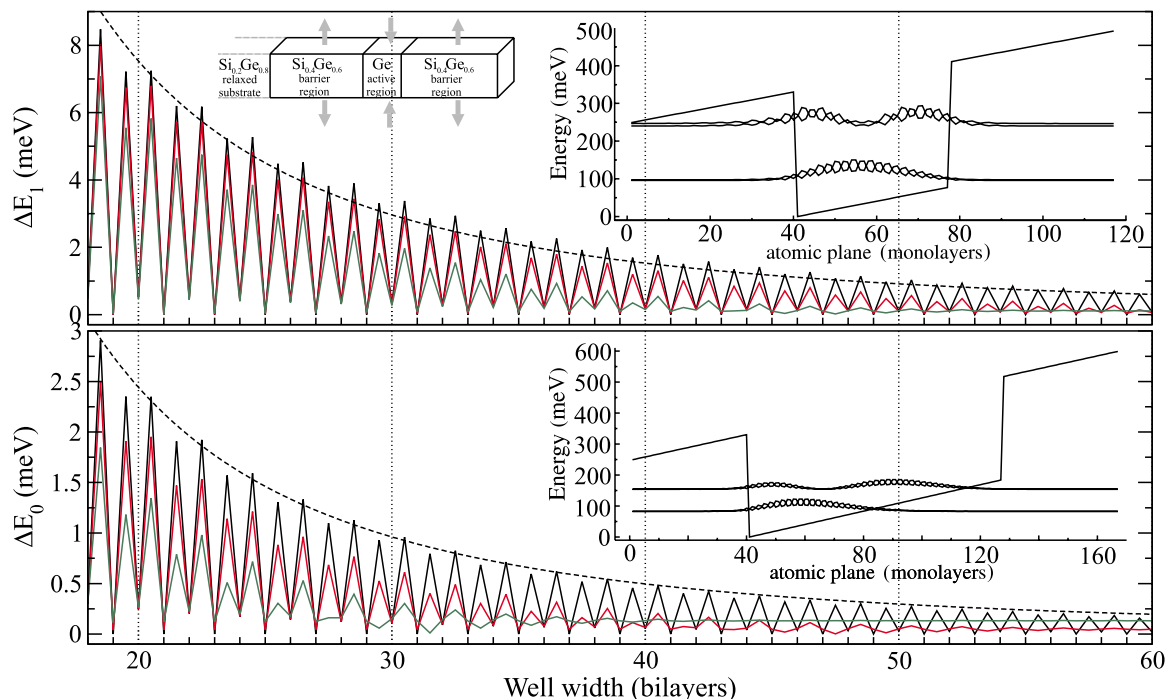 8
6
4
2
0
ΔE1 (meV)
Si0.2Ge0.8
relaxed
substrate
Si0.4Ge0.6
barrier
region
Ge
active
region
Si0.4Ge0.6
barrier
region
500
400
300
200
100
0
Energy (meV)
0 20 40 60 80 100 120
atomic plane (monolayers)
3
2.5
2
1.5
1
0.5
0
ΔE0 (meV)
600
500
400
300
200
100
0
Energy (meV)
0 40 80 120 160
atomic plane (monolayers)
20 30 40 50 60
Well width (bilayers)